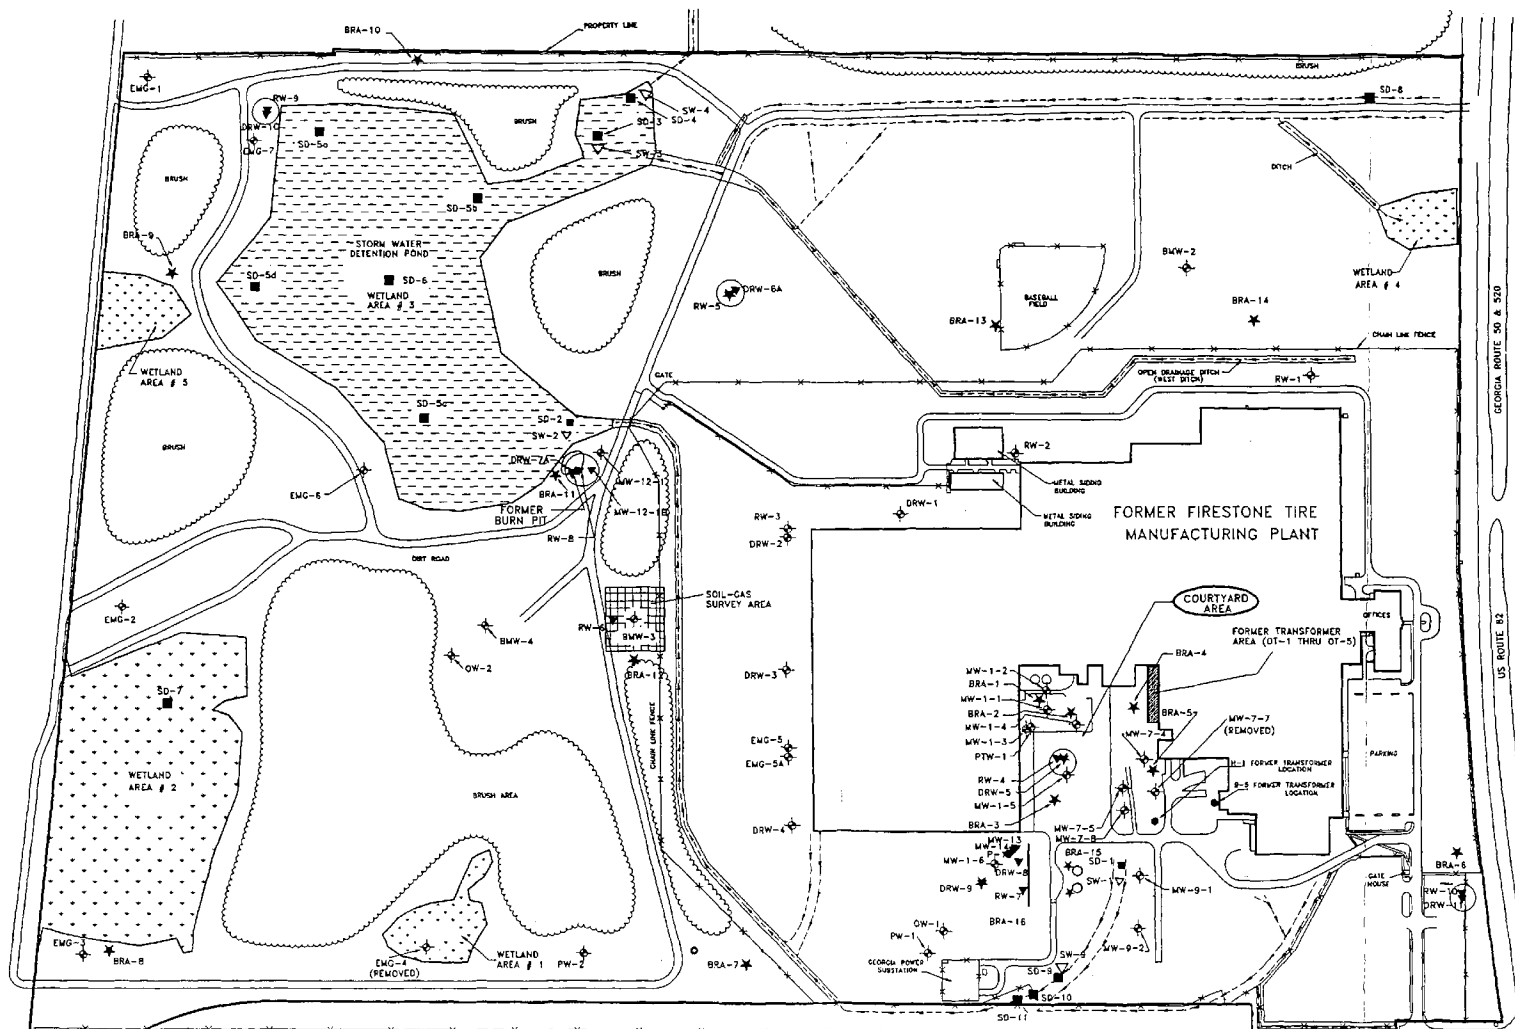 PROPERTY LINE
BRA-10
BRUSH
EMG-1
RW-9
SD-8
SW-4
SD-4
SD-3
SW-3
DRW-10
EMG-7
SD-5a
BRUSH
DITCH
BRUSH
SD-5b
BRA-9
STORM WATER
DETENTION POND
BMW-2
SD-5d
SD-6
BRUSH
WETLAND
AREA # 4
WETLAND
AREA # 3
DRW-6A
RW-5
BASEBALL
FIELD
BRA-14
BRA-13
GEORGIA ROUTE 50 & 520
CHAIN LINK FENCE
WETLAND
AREA # 5
GATE
OPEN DRAINAGE DITCH
(WEST DITCH)
RW-1
SD-5c
SD-2
SW-2
BRUSH
RW-2
DRW-7A
MW-12-1
METAL SIDING
BUILDING
EMG-6
BRA-11
MW-12-1B
DRW-1
FORMER
BURN PIT
METAL SIDING
BUILDING
FORMER FIRESTONE TIRE
MANUFACTURING PLANT
RW-3
DRW-2
RW-8
DIRT ROAD
SOIL-GAS
SURVEY AREA
COURTYARD
AREA
EMG-2
OFFICES
RW-6
BMW-3
BMW-4
FORMER TRANSFORMER
AREA (OT-1 THRU OT-5)
BRA-4
OW-2
BRA-12
DRW-3
US ROUTE 82
MW-1-2
BRA-1
MW-1-1
SD-7
BRA-2
MW-1-4
BRA-5
MW-7-7
(REMOVED)
MW-7-4
MW-1-3
PTW-1
EMG-5
EMG-5A
CHAIN LINK FENCE
PARKING
H-1 FORMER TRANSFORMER
LOCATION
WETLAND
AREA # 2
RW-4
DRW-5
MW-1-5
FORMER TRANSFORMER
LOCATION
BRUSH AREA
BRA-3
MW-7-5
MW-7-8
DRW-4
MW-13
MW-14
MW-1-6
DRW-8
BRA-15
SD-1
SW-1
BRA-6
GATE
HOUSE
DRW-9
RW-7
MW-9-1
RW-10
DRW-11
BRA-16
OW-1
PW-1
EMG-3
BRA-8
EMG-4
(REMOVED)
WETLAND
AREA # 1
PW-2
BRA-7
GEORGIA POWER
SUBSTATION
SW-9
MW-9-2
SD-9
SD-10
SD-11